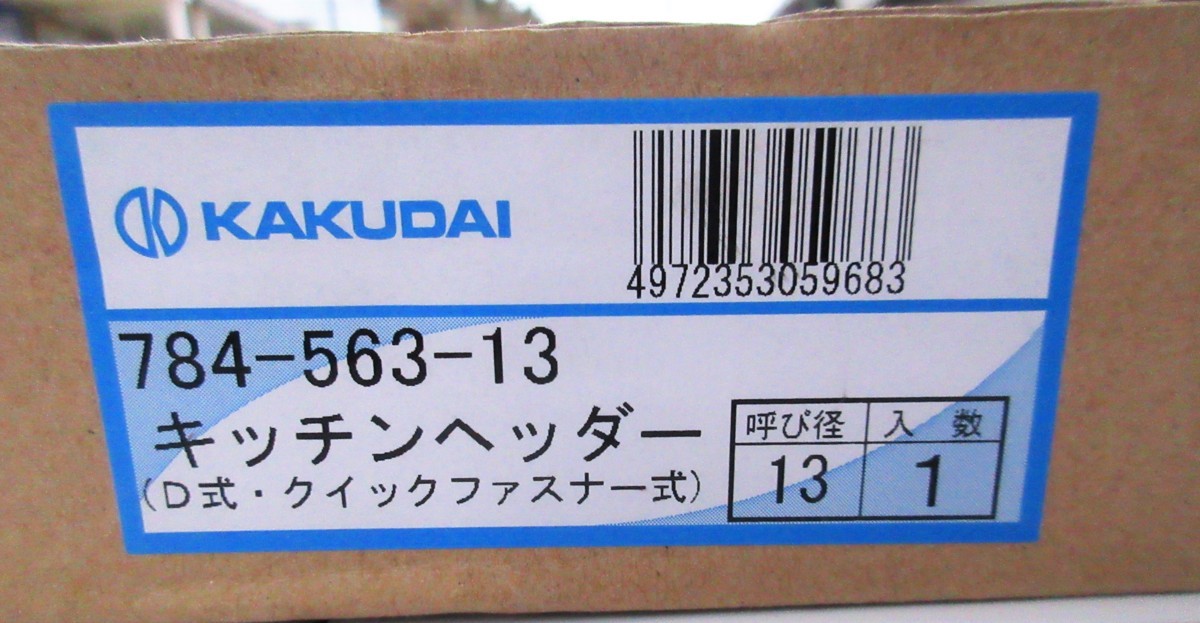 KAKUDAI
4972353059683
784-563-13
キッチンヘッダー
(D式・クイックファスナー式)
呼び径 入 数
13 1